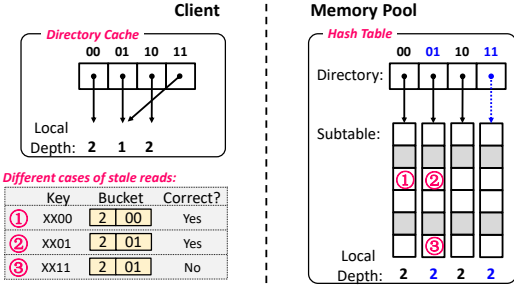 Client
Directory Cache
00 01 10 11
Local
Depth: 2 1 2
Different cases of stale reads:
Key Bucket Correct?
① XX00 2 00 Yes
② XX01 2 01 Yes
③ XX11 2 01 No
Memory Pool
Hash Table
00 01 10 11
Directory:
Subtable:
① ②
③
Local
Depth: 2 2 2 2